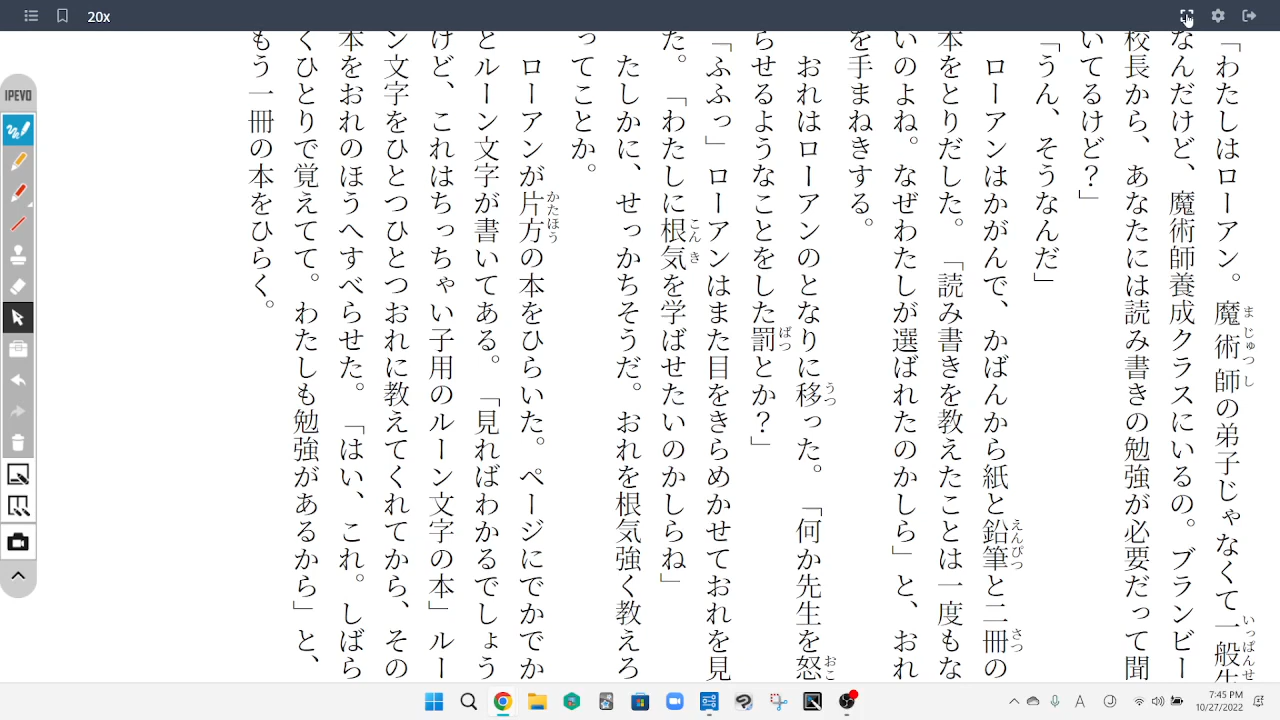 20x
IPEVO
「わたしはローアン。魔術師の弟子じゃなくて一般生
なんだけど、魔術師養成クラスにいるの。ブランビー
校長から、あなたには読み書きの勉強が必要だって聞
いてるけど？」
「うん、そうなんだ」
ローアンはかがんで、かばんから紙と鉛筆と二冊の
本をとりだした。「読み書きを教えたことは一度もな
いのよね。なぜわたしが選ばれたのかしら」と、おれ
を手まねきする。
おれはローアンのとなりに移った。「何か先生を怒
らせるようなことをした罰とか？」
「ふふっ」ローアンはまた目をきらめかせておれを見
た。「わたしに根気を学ばせたいのかしらね」
たしかに、せっかちそうだ。おれを根気強く教えろ
ってことか。
ローアンが片方の本をひらいた。ページにでかでか
とルーン文字が書いてある。「見ればわかるでしょう
けど、これはちっちゃい子用のルーン文字の本」ルー
ン文字をひとつひとつおれに教えてくれてから、その
本をおれのほうへすべらせた。「はい、これ。しばら
くひとりで覚えてて。わたしも勉強があるから」と、
もう一冊の本をひらく。
7:45 PM
10/27/2022